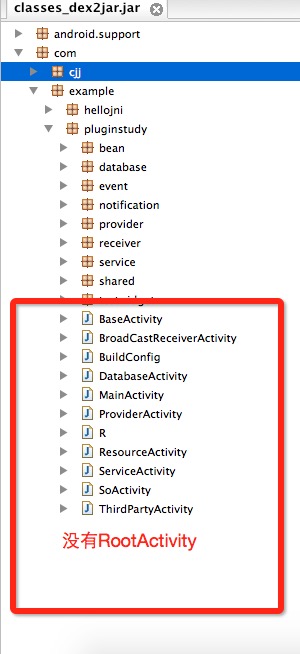 classes_dex2jar.jar
android.support
com
cjj
example
hellojni
pluginstudy
bean
database
event
notification
provider
receiver
service
shared
BaseActivity
BroadCastReceiverActivity
BuildConfig
DatabaseActivity
MainActivity
ProviderActivity
R
ResourceActivity
ServiceActivity
SoActivity
ThirdPartyActivity
没有RootActivity